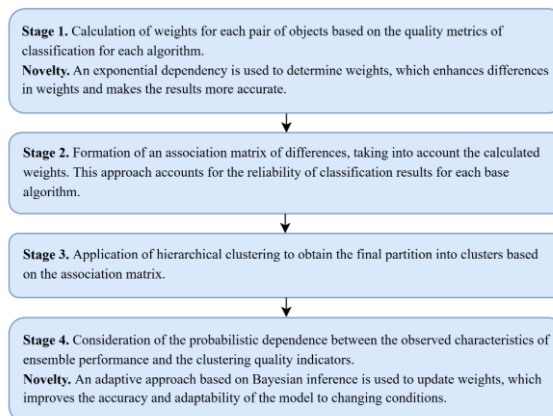 Stage 1. Calculation of weights for each pair of objects based on the quality metrics of
classification for each algorithm.
Novelty. An exponential dependency is used to determine weights, which enhances differences
in weights and makes the results more accurate.
Stage 2. Formation of an association matrix of differences, taking into account the calculated
weights. This approach accounts for the reliability of classification results for each base
algorithm.
Stage 3. Application of hierarchical clustering to obtain the final partition into clusters based
on the association matrix.
Stage 4. Consideration of the probabilistic dependence between the observed characteristics of
ensemble performance and the clustering quality indicators.
Novelty. An adaptive approach based on Bayesian inference is used to update weights, which
improves the accuracy and adaptability of the model to changing conditions.